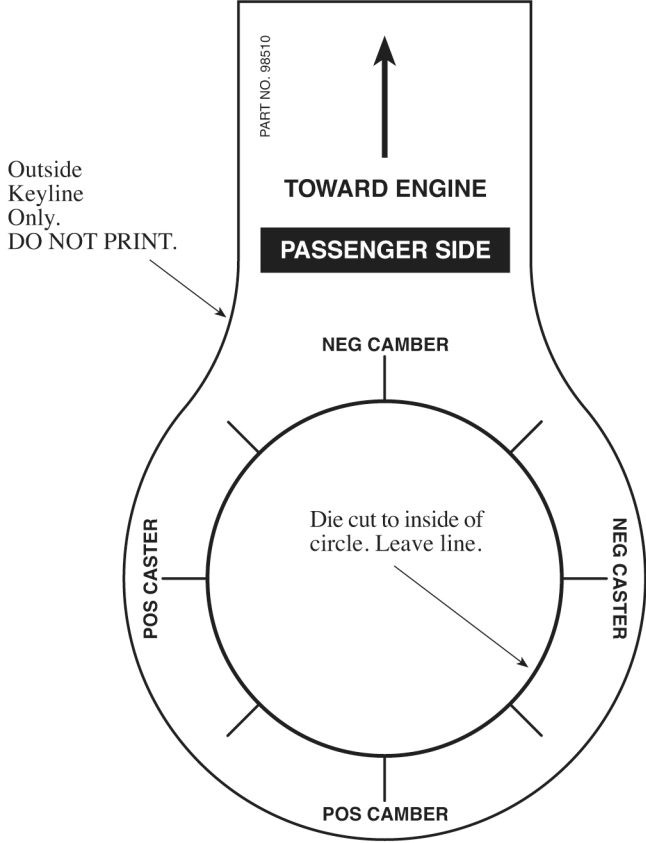 PART NO. 98510
TOWARD ENGINE
Outside
Keyline
Only.
DO NOT PRINT.
PASSENGER SIDE
NEG CAMBER
Die cut to inside of
circle. Leave line.
POS CASTER
NEG CASTER
POS CAMBER